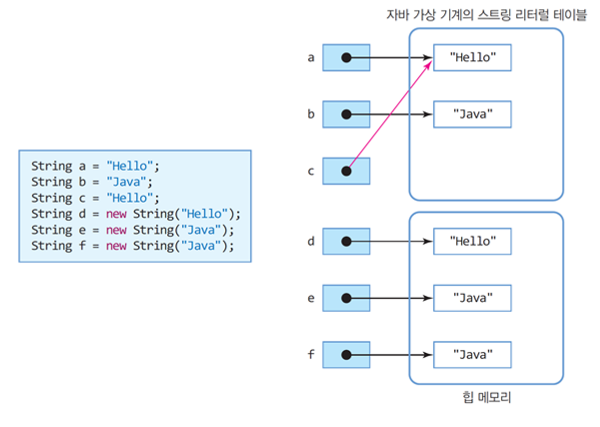 자바 가상 기계의 스트링 리터럴 테이블
a
"Hello"
b
"Java"
c
String a = "Hello";
String b = "Java";
String c = "Hello";
String d = new String("Hello");
String e = new String("Java");
String f = new String("Java");
d
"Hello"
e
"Java"
f
"Java"
힙 메모리